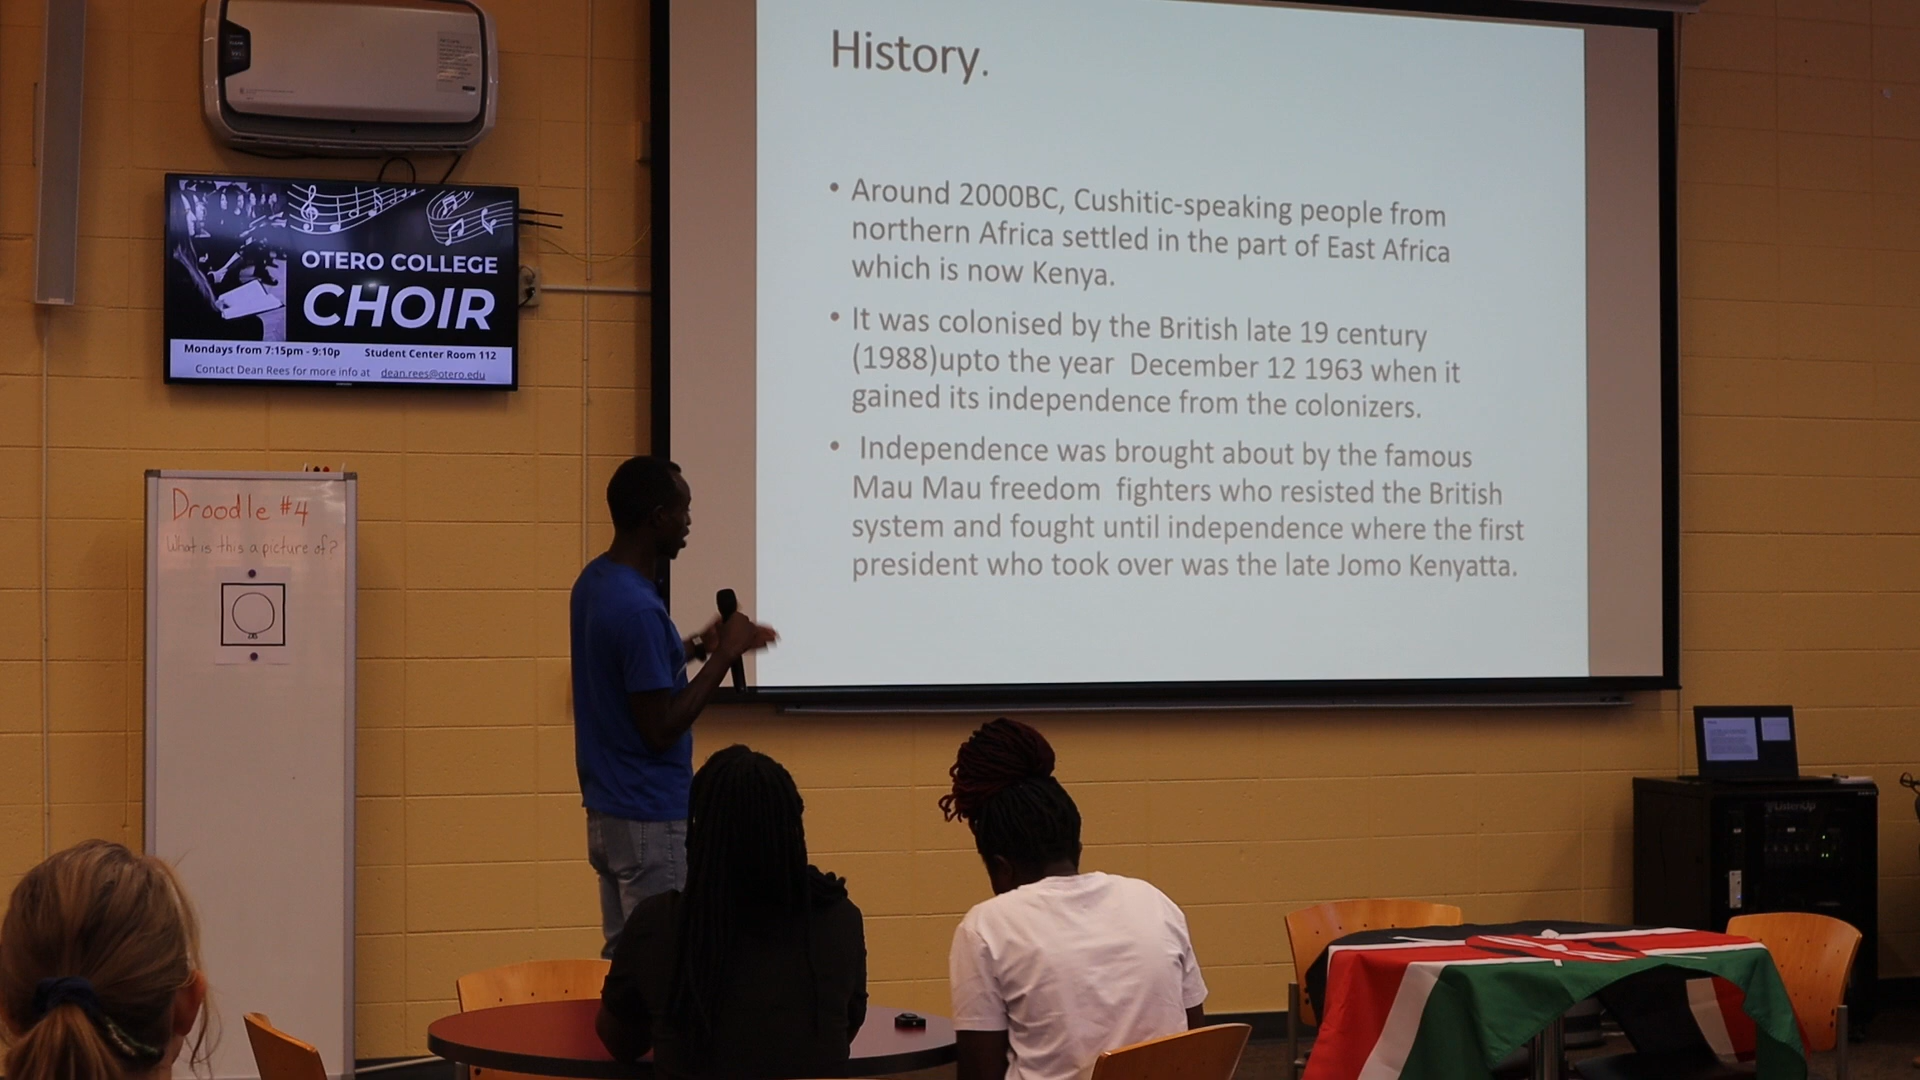 History.
• Around 2000BC, Cushitic-speaking people from
northern Africa settled in the part of East Africa
which is now Kenya.
• It was colonised by the British late 19 century
(1988)upto the year December 12 1963 when it
gained its independence from the colonizers.
• Independence was brought about by the famous
Mau Mau freedom fighters who resisted the British
system and fought until independence where the first
president who took over was the late Jomo Kenyatta.
OTERO COLLEGE
CHOIR
Mondays from 7:15pm - 9:10p Student Center Room 112
Contact Dean Rees for more info at dean.rees@otero.edu
Droodle #4
What is this a picture of?
ListenUp